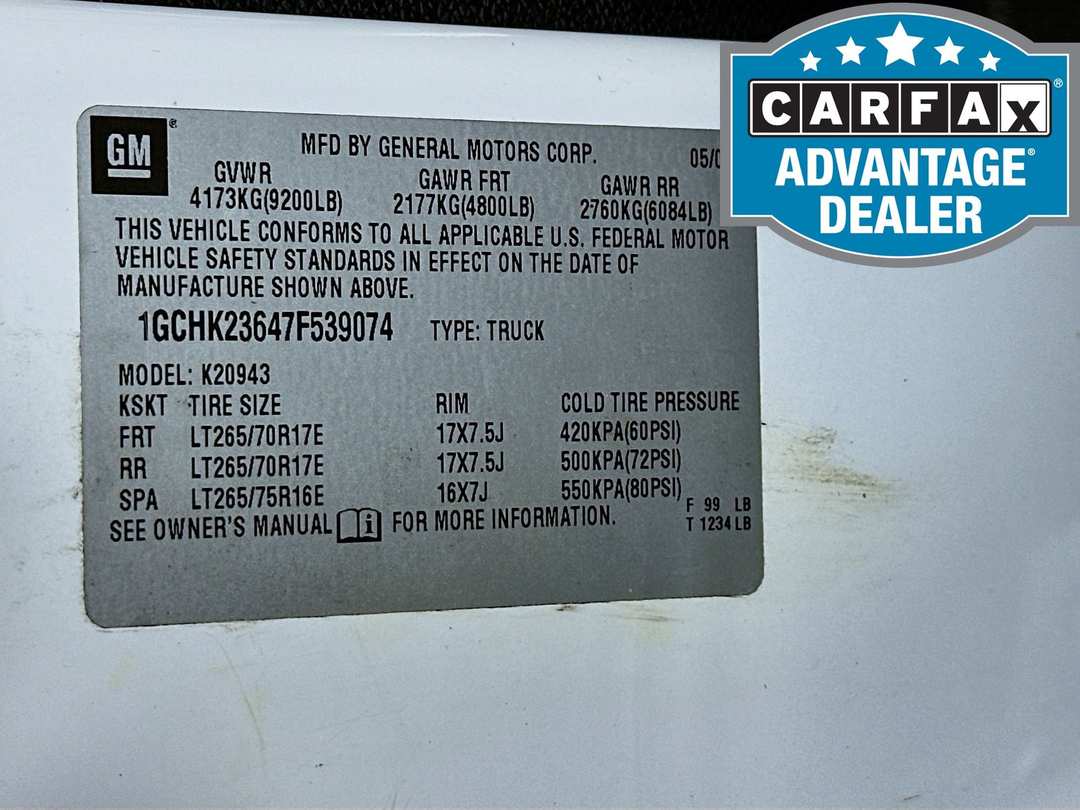 GM
MFD BY GENERAL MOTORS CORP. 05/0
GVWR GAWR FRT GAWR RR
4173KG(9200LB) 2177KG(4800LB) 2760KG(6084LB)
THIS VEHICLE CONFORMS TO ALL APPLICABLE U.S. FEDERAL MOTOR
VEHICLE SAFETY STANDARDS IN EFFECT ON THE DATE OF
MANUFACTURE SHOWN ABOVE.
1GCHK23647F539074 TYPE: TRUCK
MODEL: K20943
KSKT TIRE SIZE RIM COLD TIRE PRESSURE
FRT LT265/70R17E 17X7.5J 420KPA(60PSI)
RR LT265/70R17E 17X7.5J 500KPA(72PSI)
SPA LT265/75R16E 16X7J 550KPA(80PSI)
F 99 LB
SEE OWNER'S MANUAL i FOR MORE INFORMATION.
T 1234 LB
CARFAX®
ADVANTAGE®
DEALER